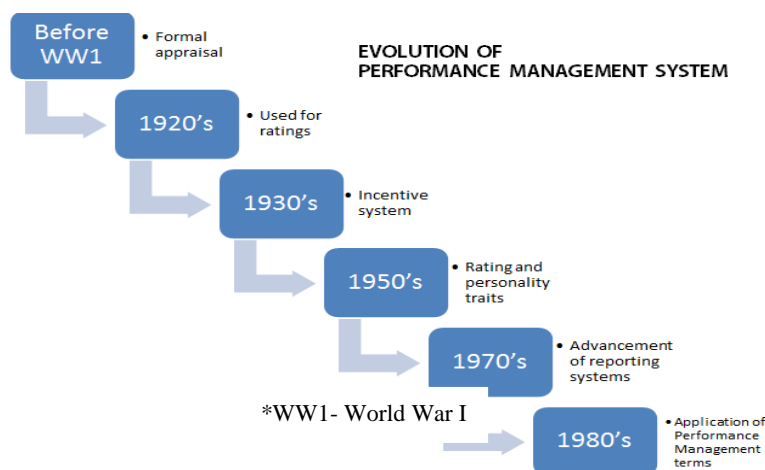 EVOLUTION OF
PERFORMANCE MANAGEMENT SYSTEM
Before
WW1
• Formal
appraisal
1920's
• Used for
ratings
1930's
• Incentive
system
1950's
• Rating and
personality
traits
1970's
• Advancement
of reporting
systems
*WW1- World War I
1980's
• Application of
Performance
Management
terms